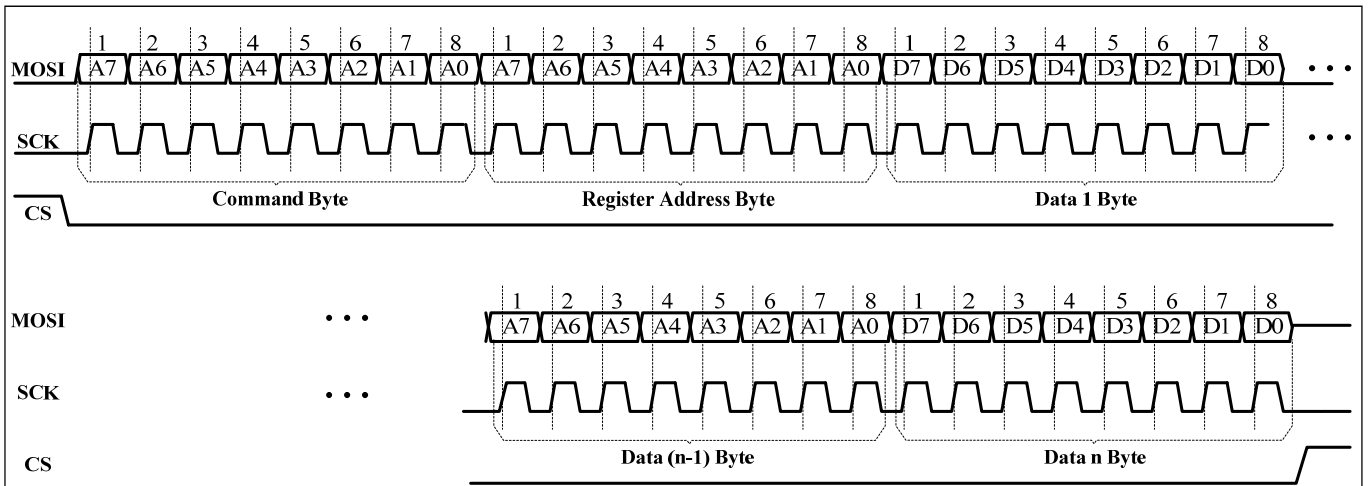 1 2 3 4 5 6 7 8 1 2 3 4 5 6 7 8 1 2 3 4 5 6 7 8
MOSI A7 A6 A5 A4 A3 A2 A1 A0 A7 A6 A5 A4 A3 A2 A1 A0 D7 D6 D5 D4 D3 D2 D1 D0 • • •
SCK • • •
Command Byte Register Address Byte Data 1 Byte
CS
1 2 3 4 5 6 7 8 1 2 3 4 5 6 7 8
MOSI • • • A7 A6 A5 A4 A3 A2 A1 A0 D7 D6 D5 D4 D3 D2 D1 D0
SCK • • •
Data (n-1) Byte Data n Byte
CS